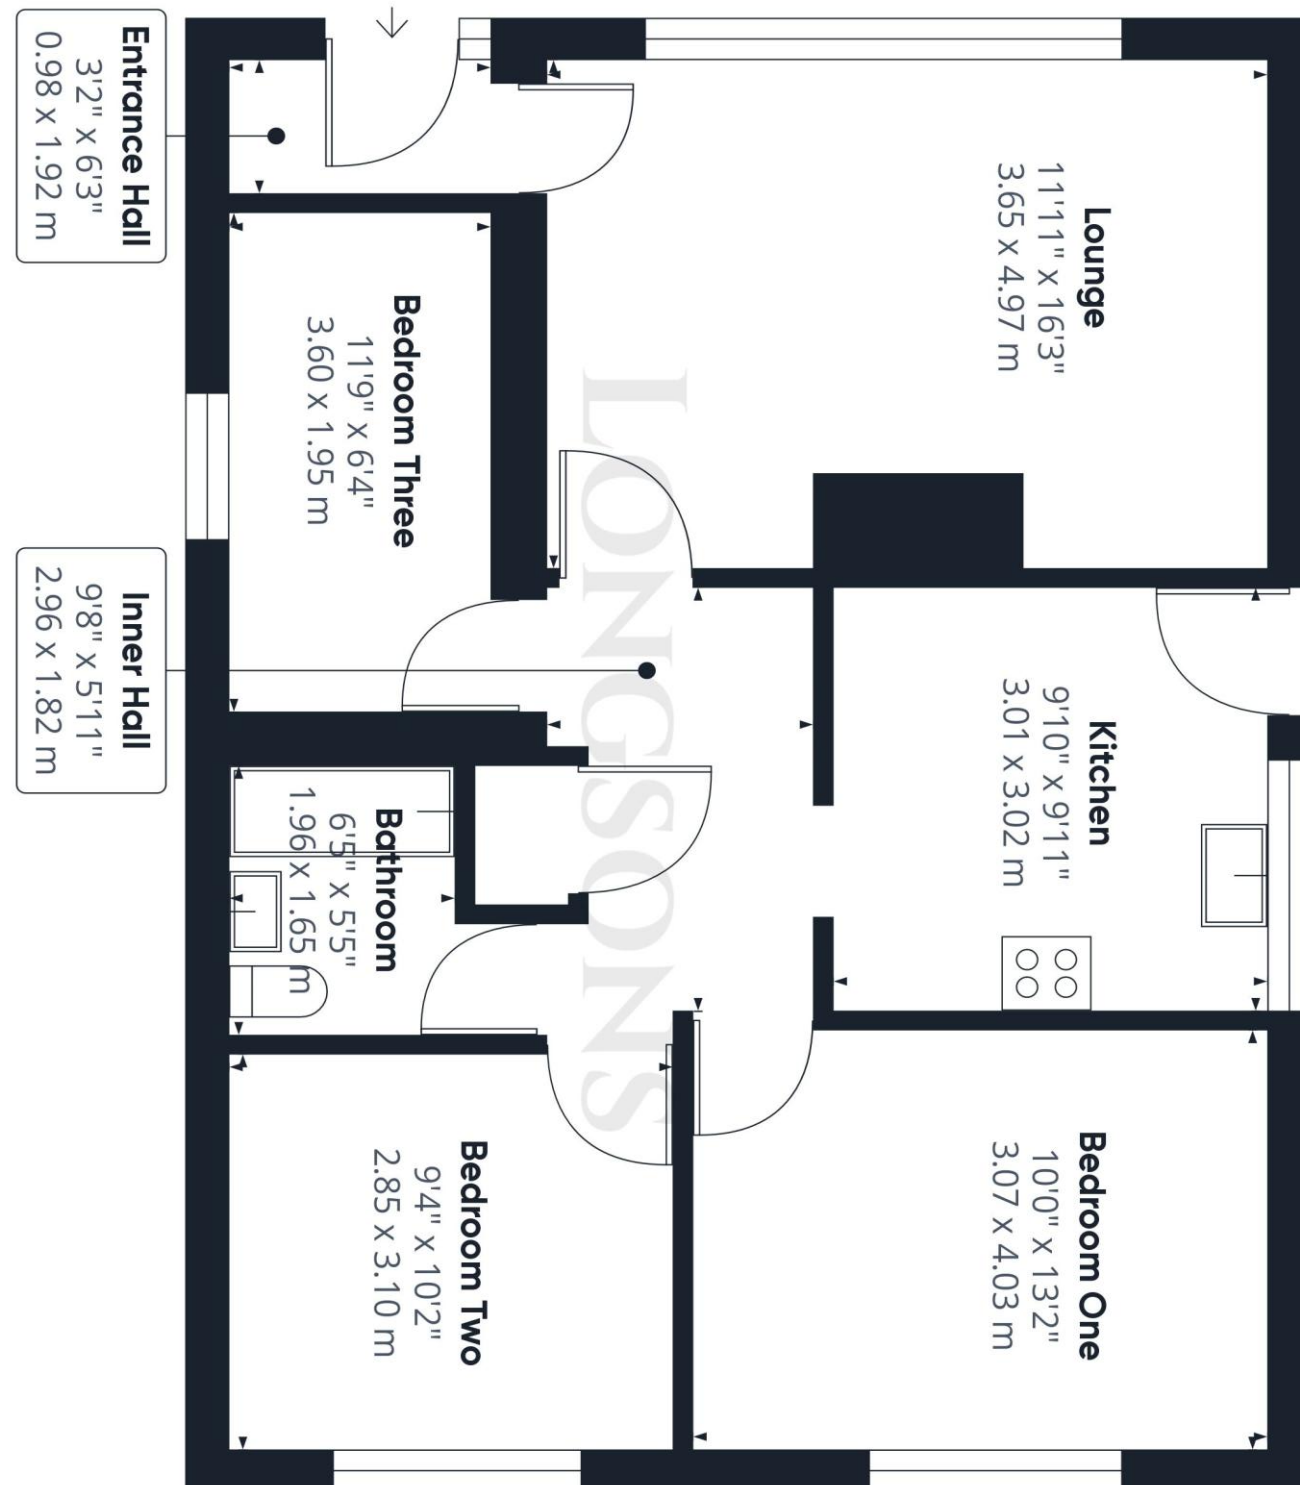 Lounge
11'11" x 16'3"
3.65 x 4.97 m
Kitchen
9'10" x 9'11"
3.01 x 3.02 m
Bedroom One
10'0" x 13'2"
3.07 x 4.03 m
LONGSONS
Bedroom Three
11'9" x 6'4"
3.60 x 1.95 m
Bathroom
6'5" x 5'5"
1.96 x 1.65 m
Bedroom Two
9'4" x 10'2"
2.85 x 3.10 m
Entrance Hall
3'2" x 6'3"
0.98 x 1.92 m
Inner Hall
9'8" x 5'11"
2.96 x 1.82 m